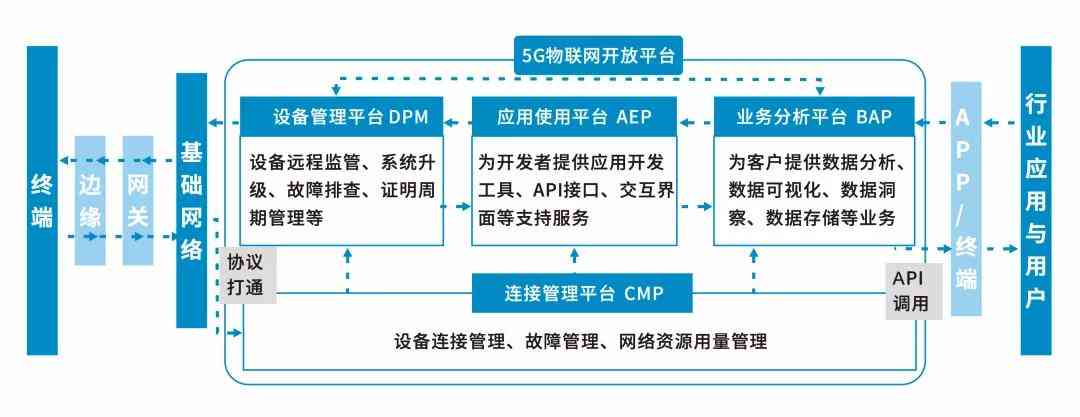 5G物联网开放平台
终端
边缘
网关
基础网络
设备管理平台 DPM
设备远程监管、系统升
级、故障排查、证明周
期管理等
应用使用平台 AEP
为开发者提供应用开发
工具、API接口、交互界
面等支持服务
业务分析平台 BAP
为客户提供数据分析、
数据可视化、数据洞
察、数据存储等业务
APP/终端
行业应用与用户
协议
打通
连接管理平台 CMP
API
调用
设备连接管理、故障管理、网络资源用量管理